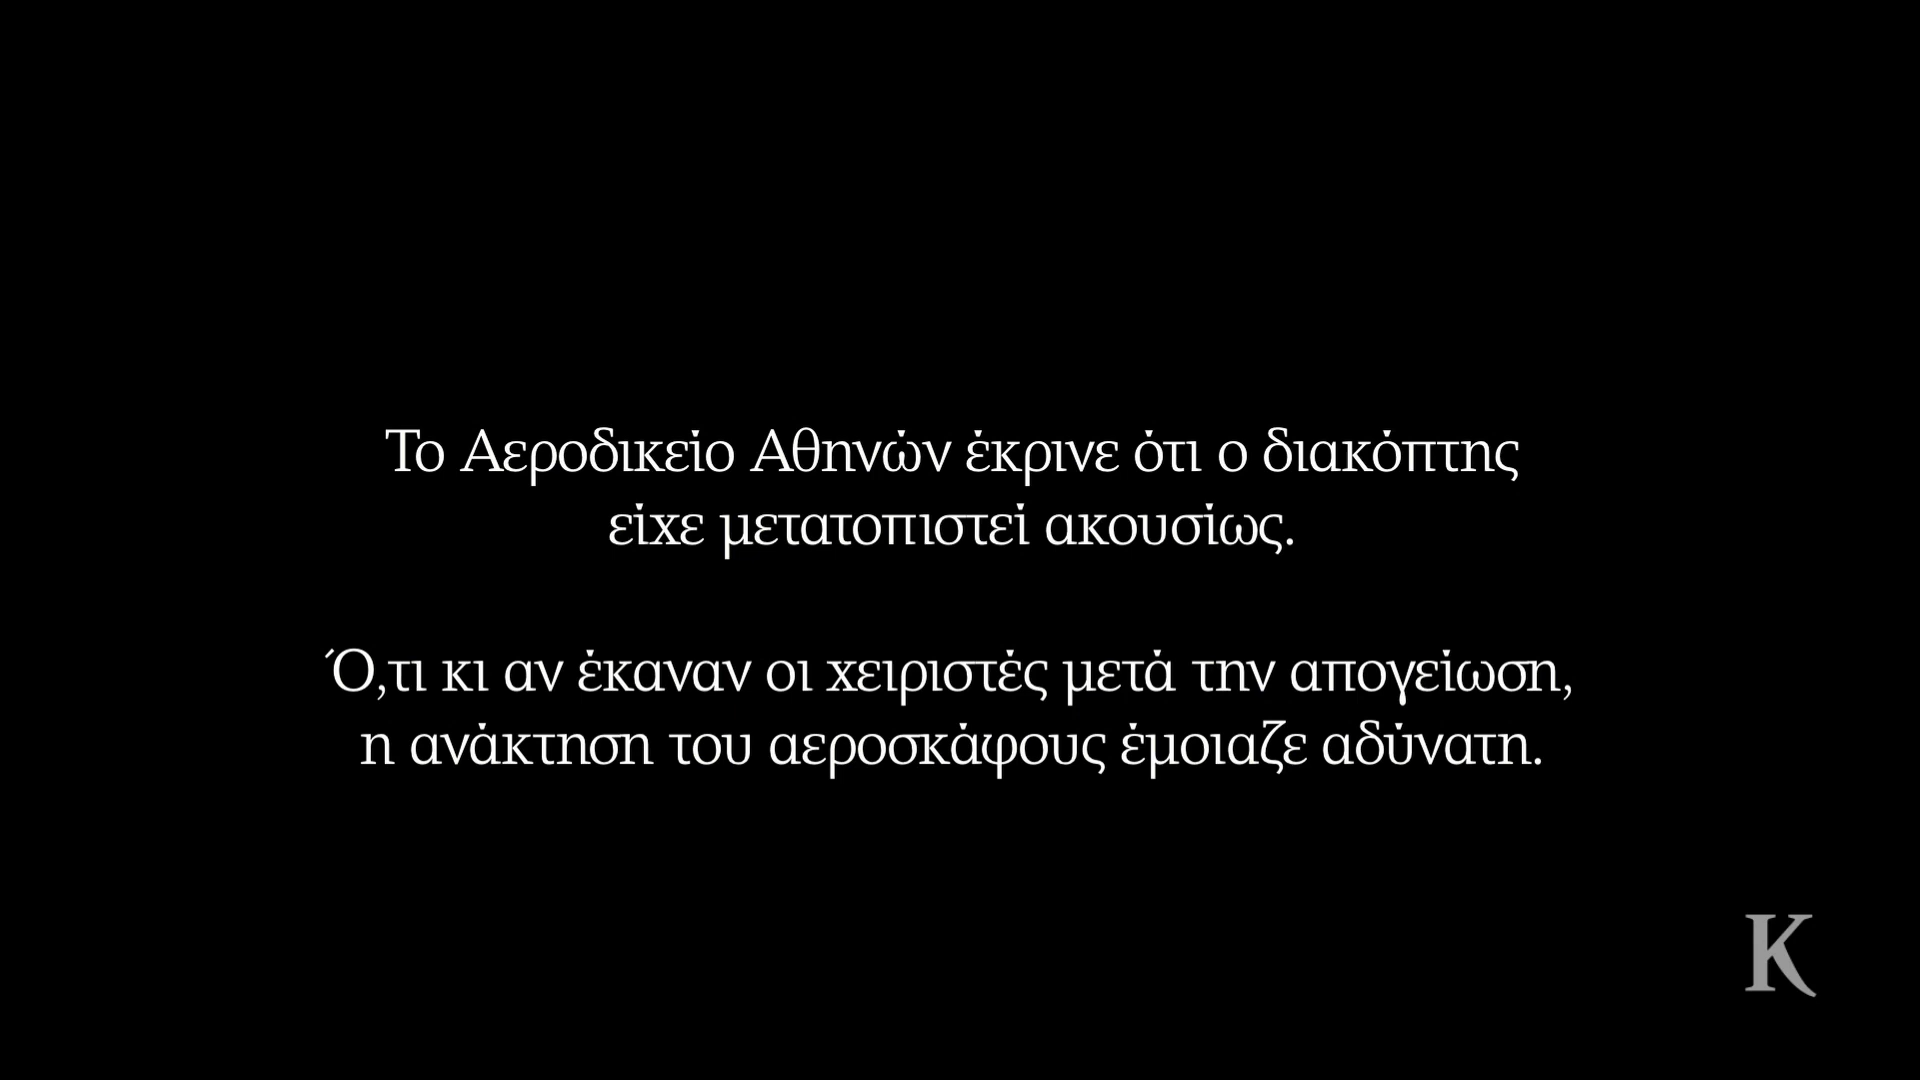 Το Αεροδικείο Αθηνών έκρινε ότι ο διακόπτης
είχε μετατοπιστεί ακουσίως.
Ό,τι κι αν έκαναν οι χειριστές μετά την απογείωση,
η ανάκτηση του αεροσκάφους έμοιαζε αδύνατη.
K